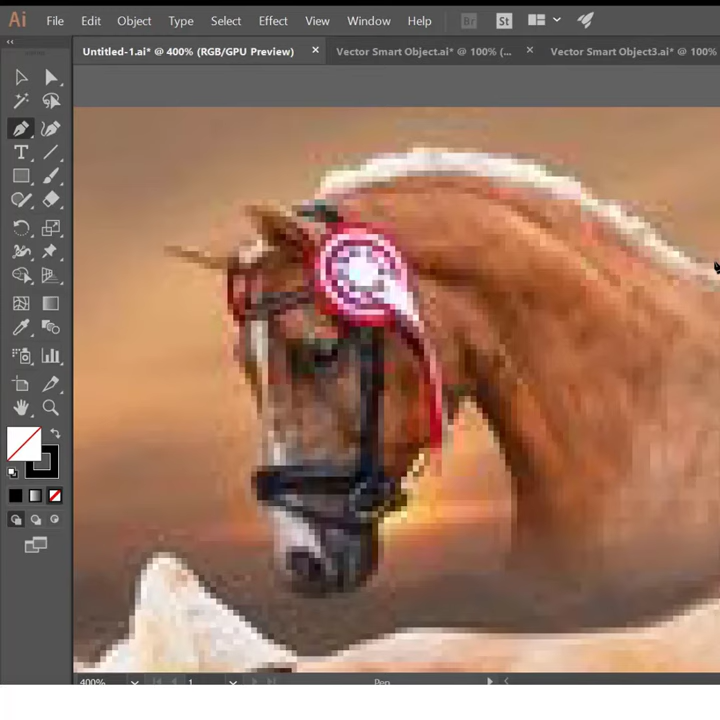 Ai File Edit Object Type Select Effect View Window Help Br St
Untitled-1.ai* @ 400% (RGB/GPU Preview) × Vector Smart Object.ai* @ 100% (... × Vector Smart Object3.ai* @ 100%
T
400% 1 Pen